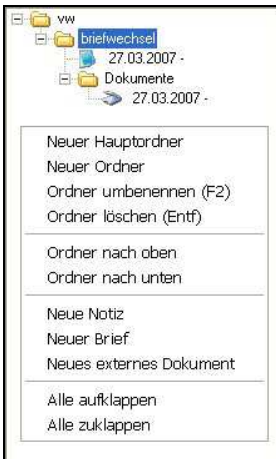 vw
briefwechsel
27.03.2007 -
Dokumente
27.03.2007 -
Neuer Hauptordner
Neuer Ordner
Ordner umbenennen (F2)
Ordner löschen (Entf)
Ordner nach oben
Ordner nach unten
Neue Notiz
Neuer Brief
Neues externes Dokument
Alle aufklappen
Alle zuklappen